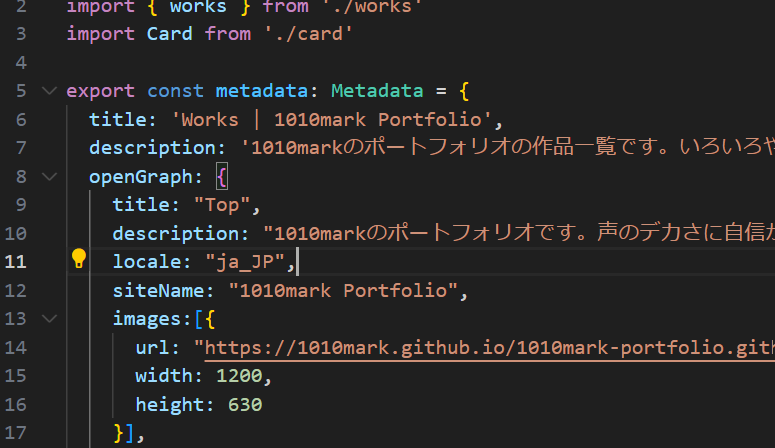 2 import { works } from './works'
3 import Card from './card'
4
5 export const metadata: Metadata = {
6 title: 'Works | 1010mark Portfolio',
7 description: '1010markのポートフォリオの作品一覧です。いろいろや
8 openGraph: {
9 title: "Top",
10 description: "1010markのポートフォリオです。声のデカさに自信が
11 locale: "ja_JP",
12 siteName: "1010mark Portfolio",
13 images:[{
14 url: "https://1010mark.github.io/1010mark-portfolio.gith
15 width: 1200,
16 height: 630
17 }],